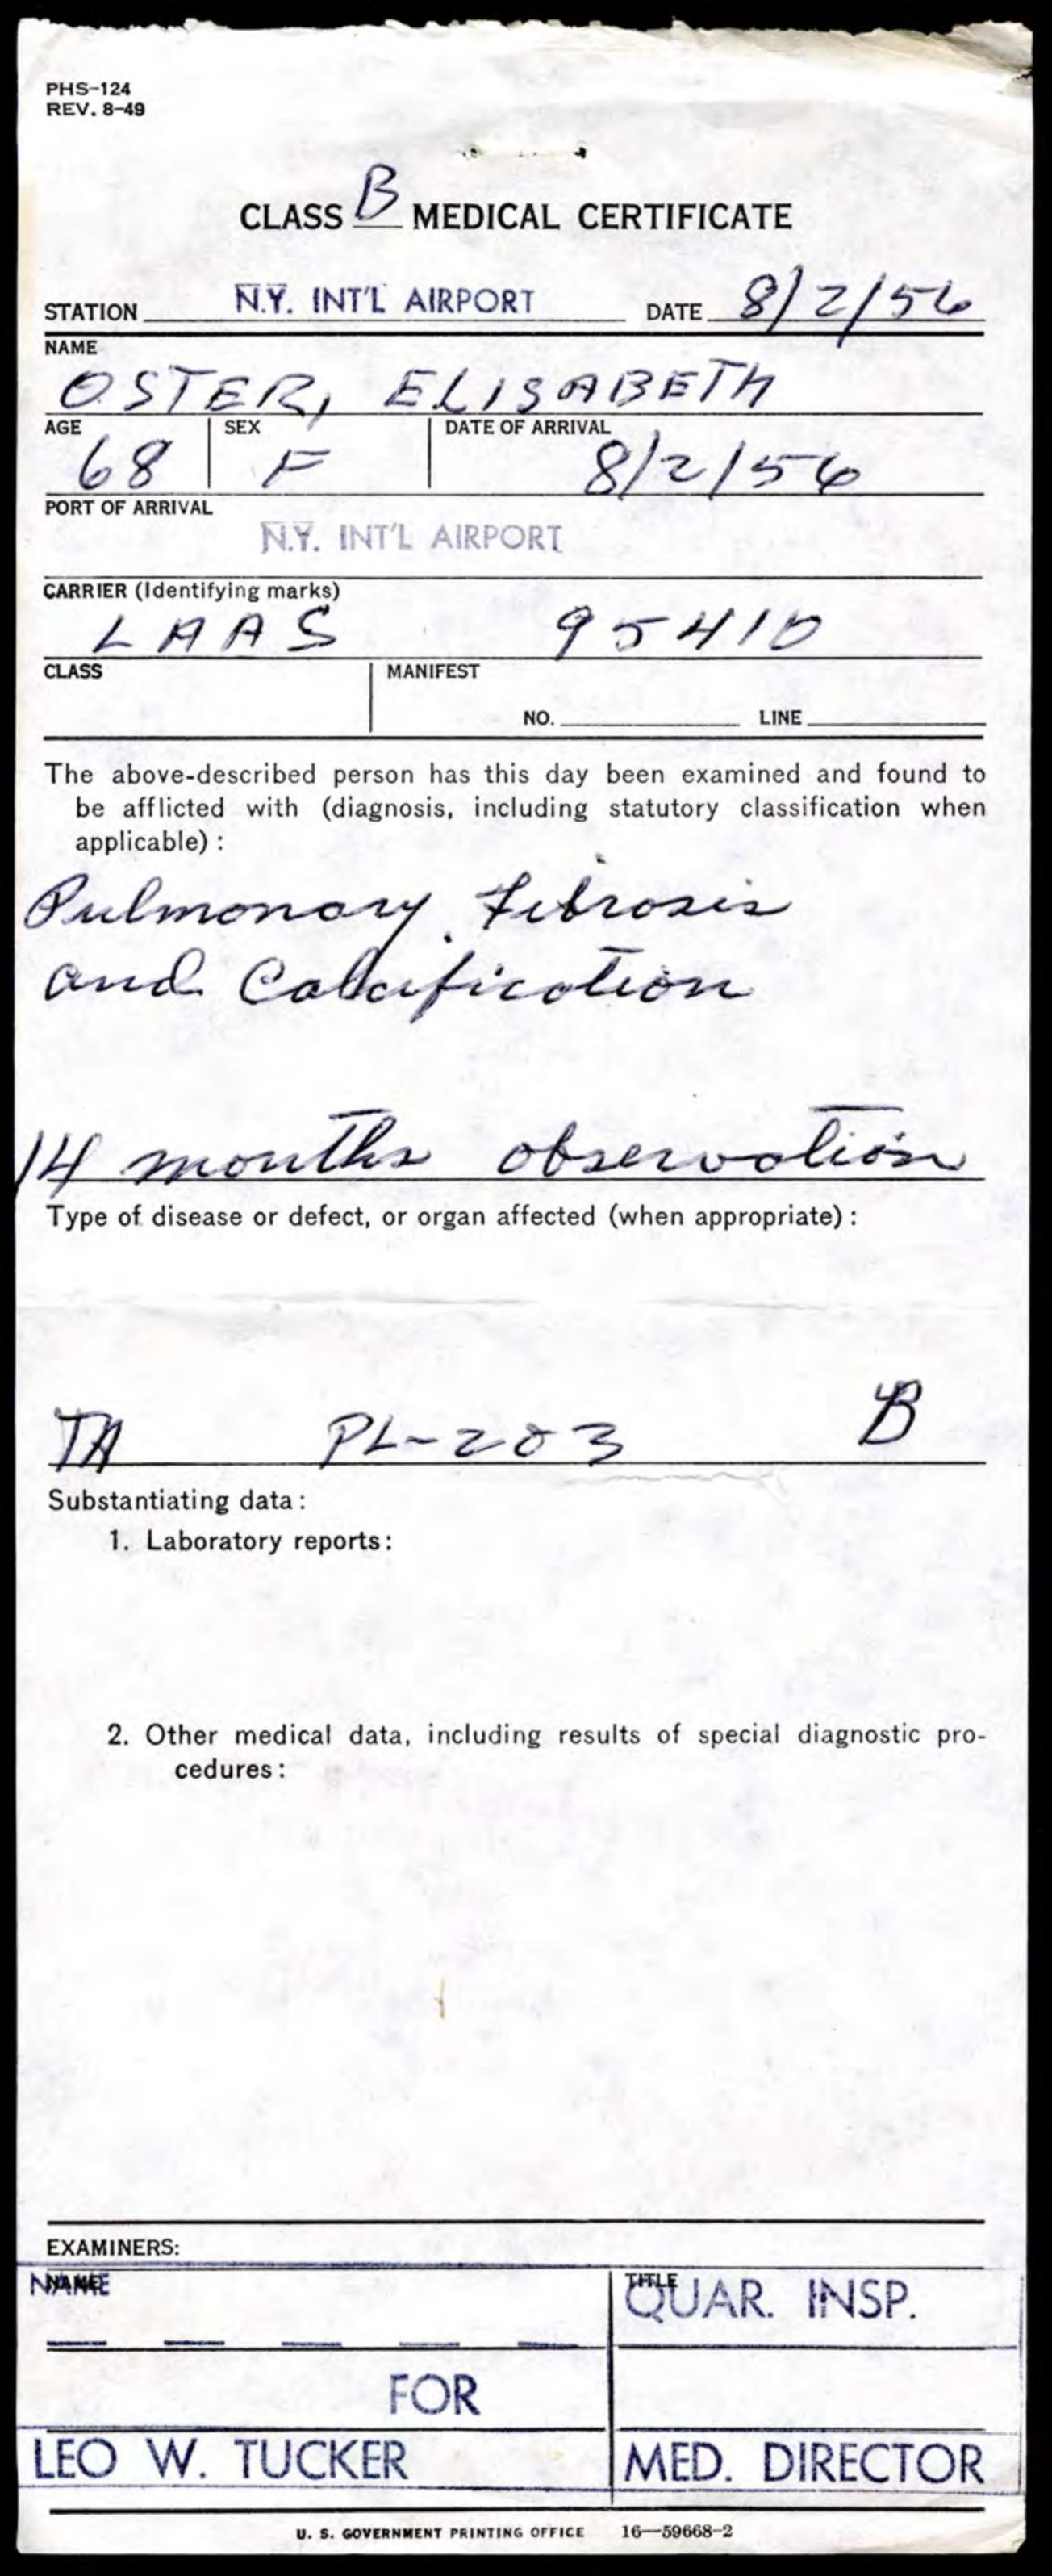 PHS-124
REV. 8-49
CLASS B MEDICAL CERTIFICATE
STATION N.Y. INT'L AIRPORT DATE 8/2/56
NAME
OSTER, ELISABETH
AGE SEX DATE OF ARRIVAL
68 F 8/2/56
PORT OF ARRIVAL
N.Y. INT'L AIRPORT
CARRIER (Identifying marks)
LAAS 95410
CLASS MANIFEST
NO. LINE
The above-described person has this day been examined and found to
be afflicted with (diagnosis, including statutory classification when
applicable) :
Pulmonary Fibrosis
and Calcification
14 months observation
Type of disease or defect, or organ affected (when appropriate) :
TA PL-203 B
Substantiating data :
1. Laboratory reports :
2. Other medical data, including results of special diagnostic pro-
cedures :
EXAMINERS:
NAME TITLE
QUAR. INSP.
FOR
LEO W. TUCKER MED. DIRECTOR
U. S. GOVERNMENT PRINTING OFFICE 16—59668-2